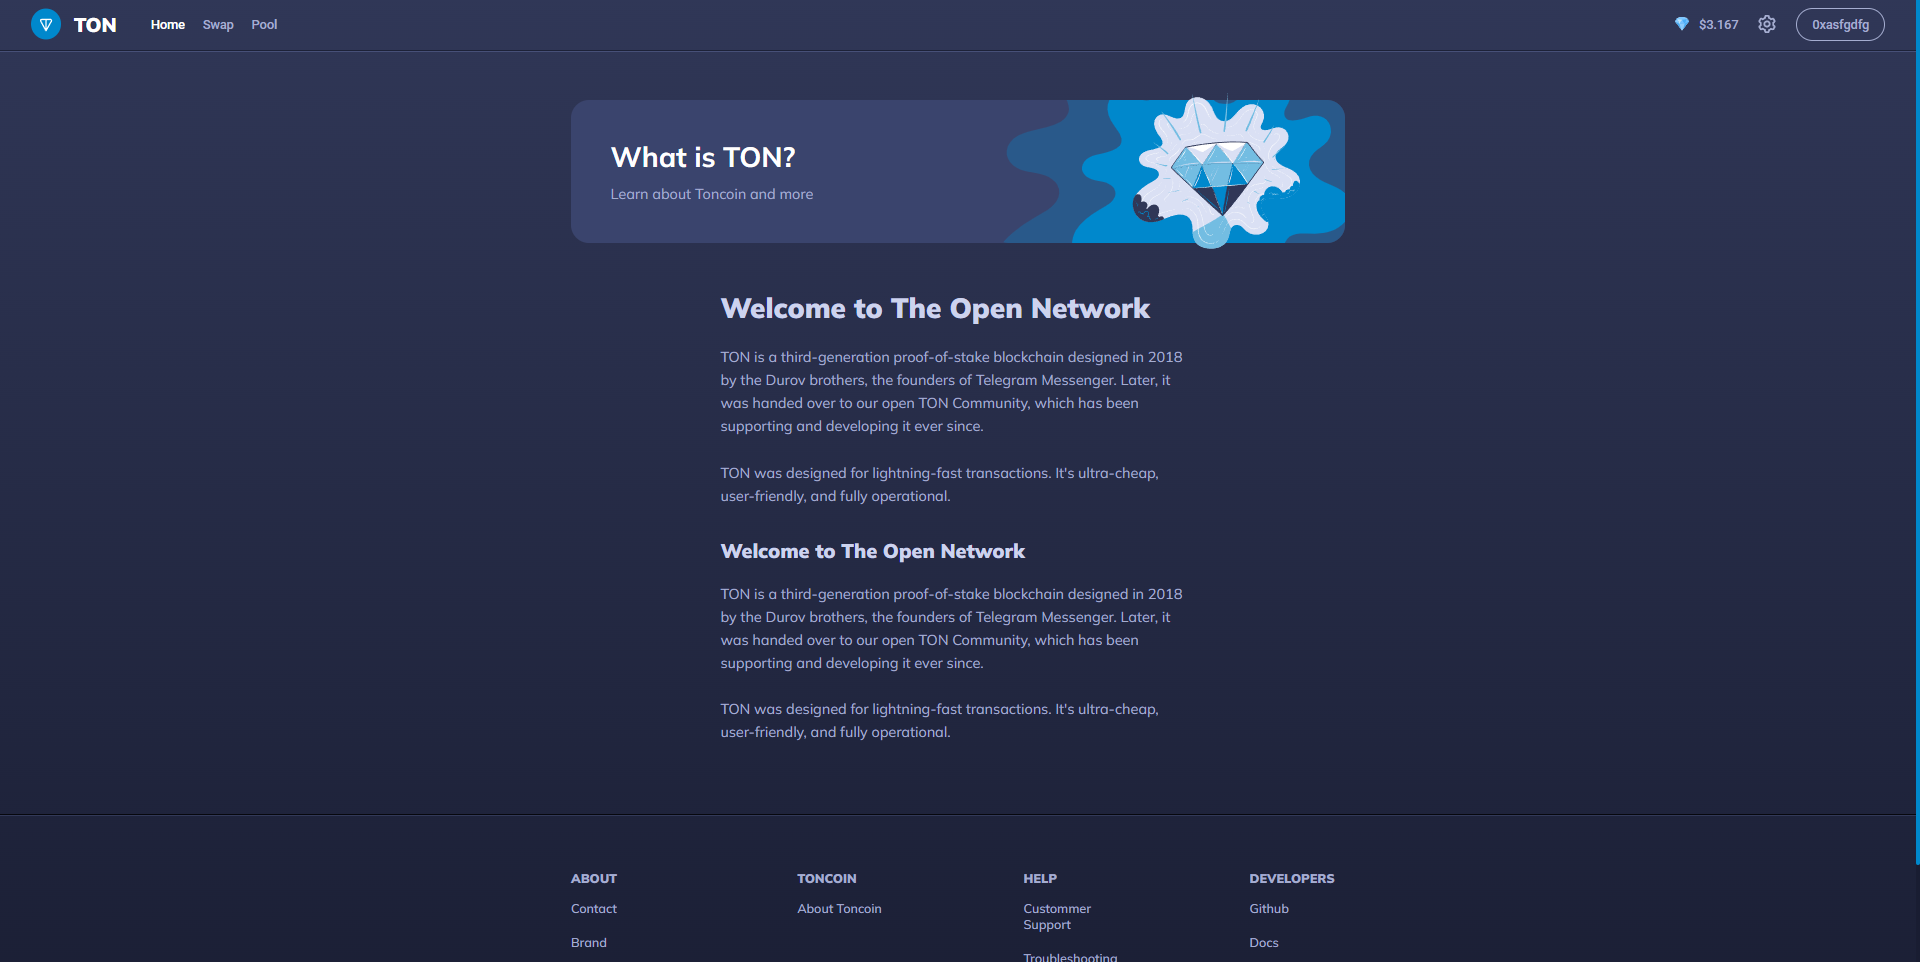 TON
Home Swap Pool
$3.167
0xasfgdfg
What is TON?
Learn about Toncoin and more
Welcome to The Open Network
TON is a third-generation proof-of-stake blockchain designed in 2018
by the Durov brothers, the founders of Telegram Messenger. Later, it
was handed over to our open TON Community, which has been
supporting and developing it ever since.
TON was designed for lightning-fast transactions. It's ultra-cheap,
user-friendly, and fully operational.
Welcome to The Open Network
TON is a third-generation proof-of-stake blockchain designed in 2018
by the Durov brothers, the founders of Telegram Messenger. Later, it
was handed over to our open TON Community, which has been
supporting and developing it ever since.
TON was designed for lightning-fast transactions. It's ultra-cheap,
user-friendly, and fully operational.
ABOUT
Contact
Brand
TONCOIN
About Toncoin
HELP
Custommer
Support
Troubleshooting
DEVELOPERS
Github
Docs